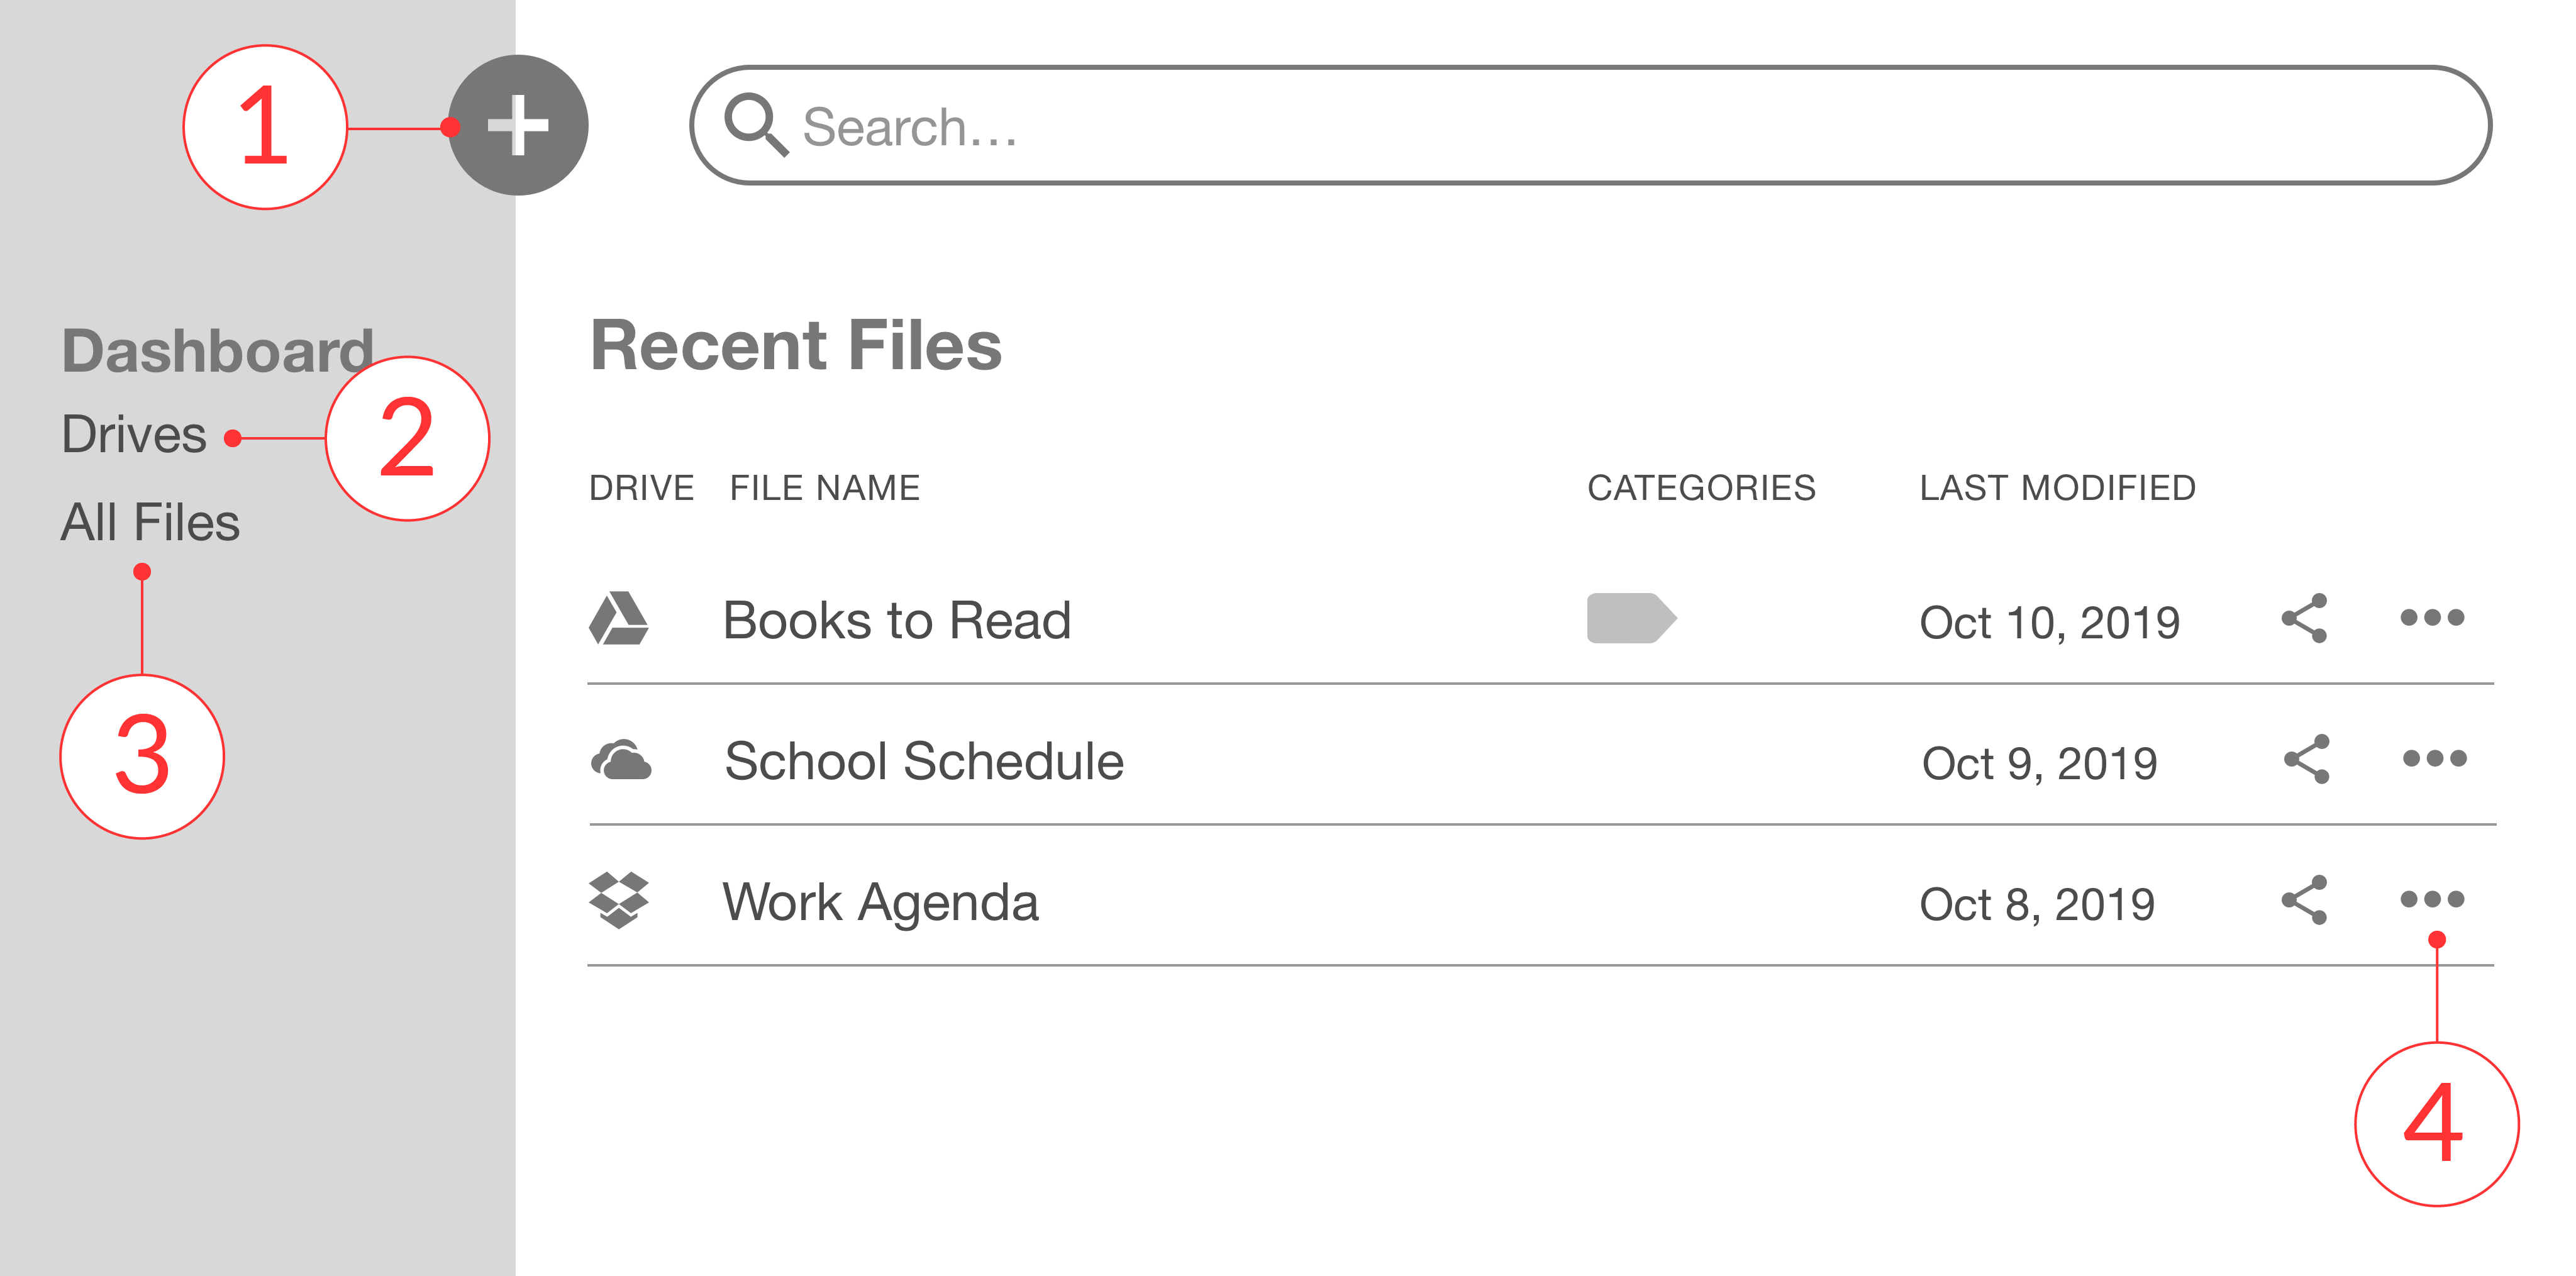 1
Search...
Dashboard
2
Drives
All Files
3
Recent Files
DRIVE FILE NAME CATEGORIES LAST MODIFIED
Books to Read Oct 10, 2019
School Schedule Oct 9, 2019
Work Agenda Oct 8, 2019
4